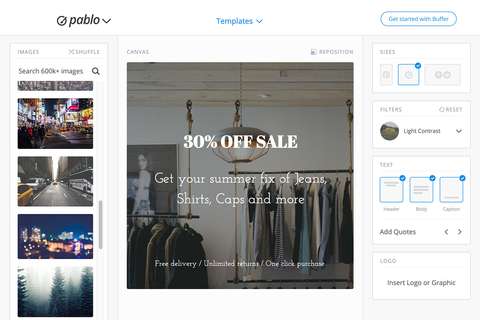 pablo
Templates
Get started with Buffer
IMAGES
SHUFFLE
Search 600k+ images
CANVAS
REPOSITION
30% OFF SALE
Get your summer fix of Jeans,
Shirts, Caps and more
Free delivery / Unlimited returns / One click purchase
SIZES
FILTERS
RESET
Light Contrast
TEXT
Header
Body
Caption
Add Quotes
LOGO
Insert Logo or Graphic